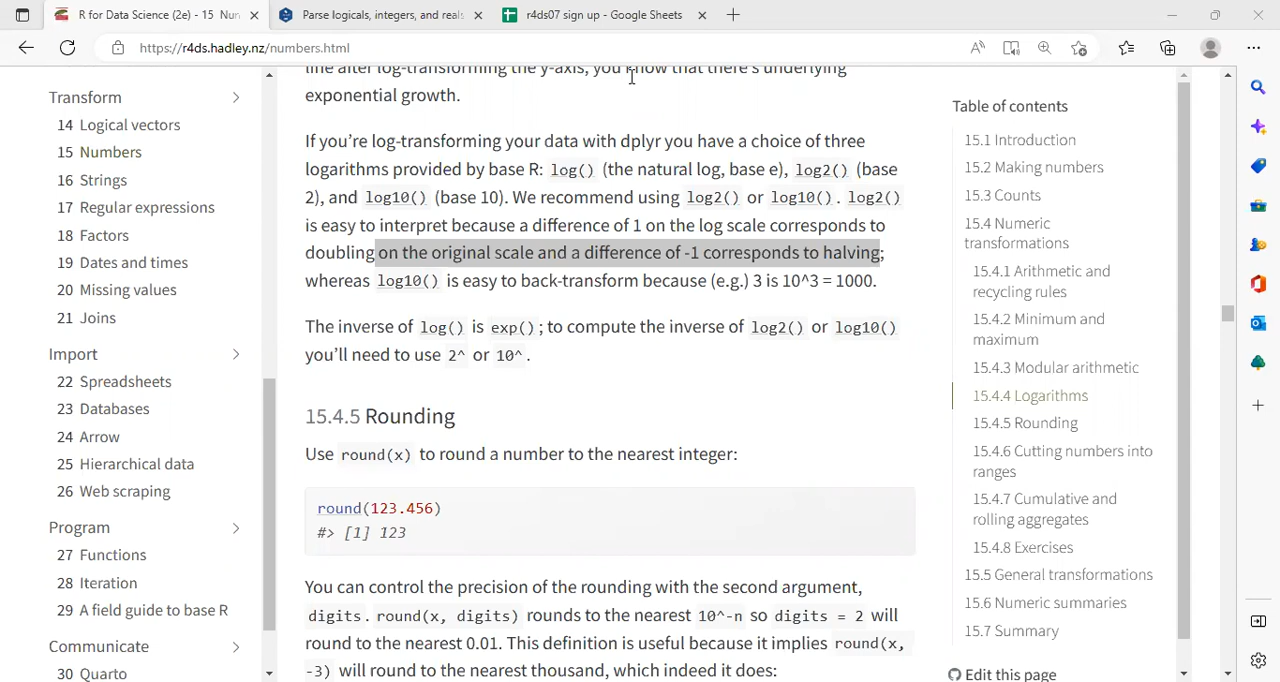 R for Data Science (2e) - 15 Num
Parse logicals, integers, and reals
r4ds07 sign up - Google Sheets
https://r4ds.hadley.nz/numbers.html
Transform
14 Logical vectors
15 Numbers
16 Strings
17 Regular expressions
18 Factors
19 Dates and times
20 Missing values
21 Joins
Import
22 Spreadsheets
23 Databases
24 Arrow
25 Hierarchical data
26 Web scraping
Program
27 Functions
28 Iteration
29 A field guide to base R
Communicate
30 Quarto
line after log-transforming the y-axis, you know that there's underlying
exponential growth.
If you're log-transforming your data with dplyr you have a choice of three
logarithms provided by base R: log() (the natural log, base e), log2() (base
2), and log10() (base 10). We recommend using log2() or log10(). log2()
is easy to interpret because a difference of 1 on the log scale corresponds to
doubling on the original scale and a difference of -1 corresponds to halving;
whereas log10() is easy to back-transform because (e.g.) 3 is 10^3 = 1000.
The inverse of log() is exp(); to compute the inverse of log2() or log10()
you'll need to use 2^ or 10^.
15.4.5 Rounding
Use round(x) to round a number to the nearest integer:
round(123.456)
#> [1] 123
You can control the precision of the rounding with the second argument,
digits. round(x, digits) rounds to the nearest 10^-n so digits = 2 will
round to the nearest 0.01. This definition is useful because it implies round(x,
-3) will round to the nearest thousand, which indeed it does:
Table of contents
15.1 Introduction
15.2 Making numbers
15.3 Counts
15.4 Numeric
transformations
15.4.1 Arithmetic and
recycling rules
15.4.2 Minimum and
maximum
15.4.3 Modular arithmetic
15.4.4 Logarithms
15.4.5 Rounding
15.4.6 Cutting numbers into
ranges
15.4.7 Cumulative and
rolling aggregates
15.4.8 Exercises
15.5 General transformations
15.6 Numeric summaries
15.7 Summary
Edit this page